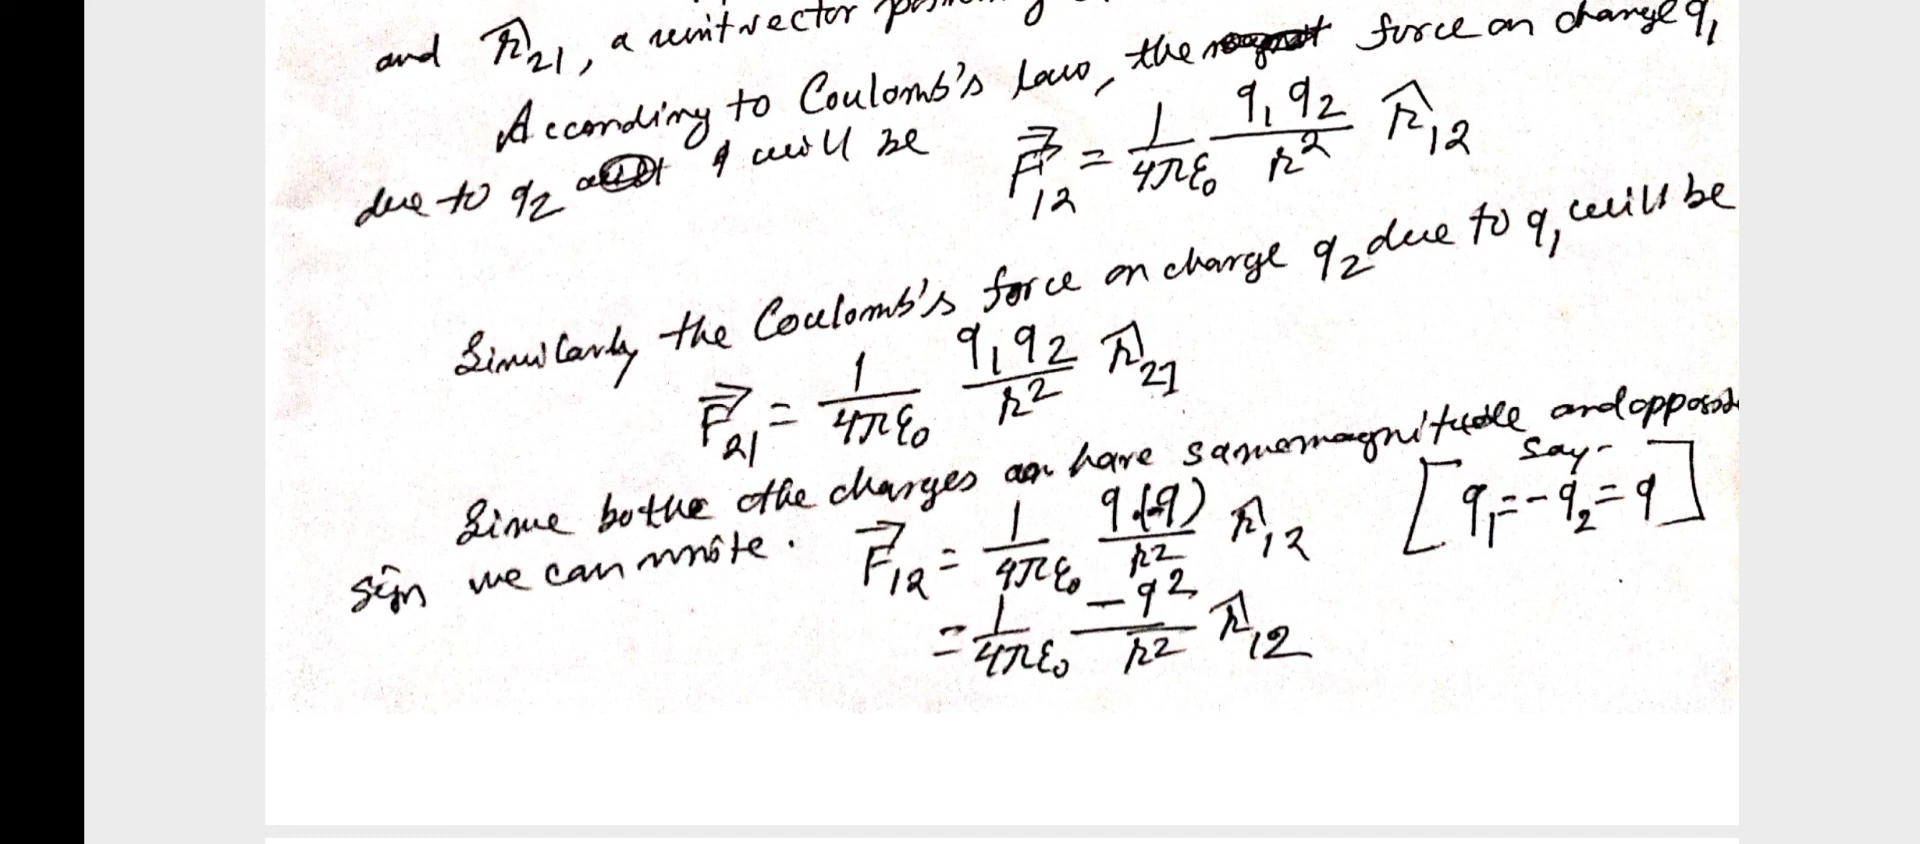 and r̂₂₁, a unit vector
According to Coulomb's law, the force on charge q₁
due to q₂ will be F⃗₁₂ = 1/4πε₀ q₁q₂/r² r̂₁₂
Similarly the Coulomb's force on charge q₂ due to q₁ will be
F⃗₂₁ = 1/4πε₀ q₁q₂/r² r̂₂₁
Since bothe the charges have same magnitude and opposi
sign we can write. F⃗₁₂ = 1/4πε₀ q.(-q)/r² r̂₁₂ [say- q₁=-q₂=q]
= 1/4πε₀ -q²/r² r̂₁₂